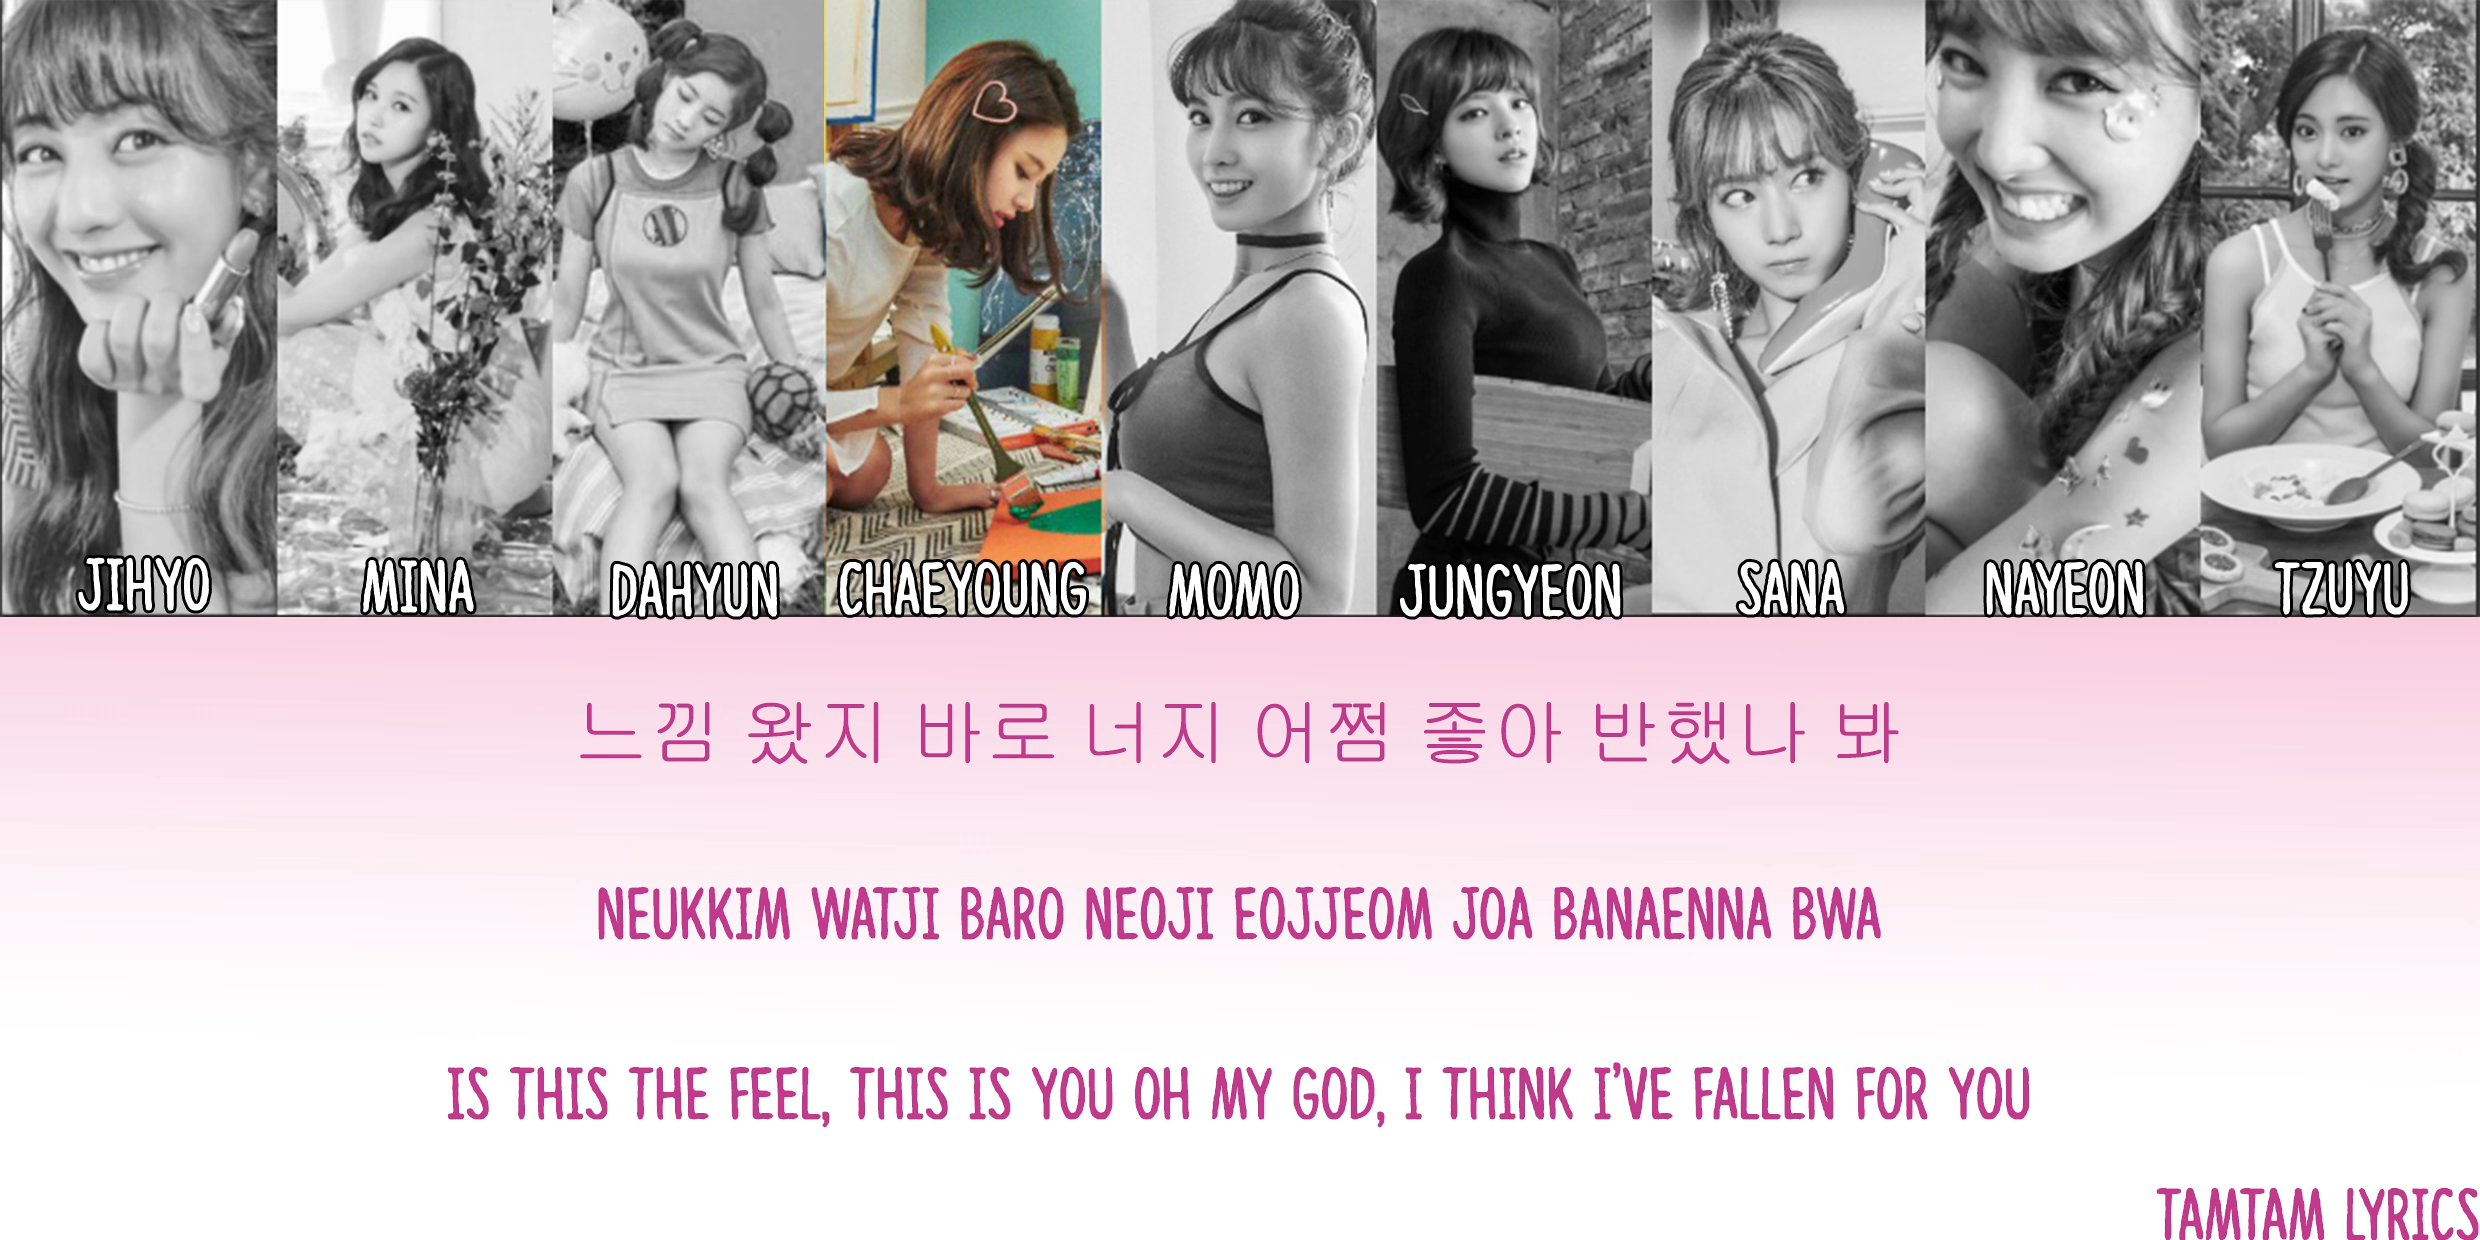 JIHYO
MINA
DAHYUN
CHAEYOUNG
MOMO
JUNGYEON
SANA
NAYEON
TZUYU
느낌 왔지 바로 너지 어쩜 좋아 반했나 봐
NEUKKIM WATJI BARO NEOJI EOJJEOM JOA BANAENNA BWA
IS THIS THE FEEL, THIS IS YOU OH MY GOD, I THINK I'VE FALLEN FOR YOU
TAMTAM LYRICS